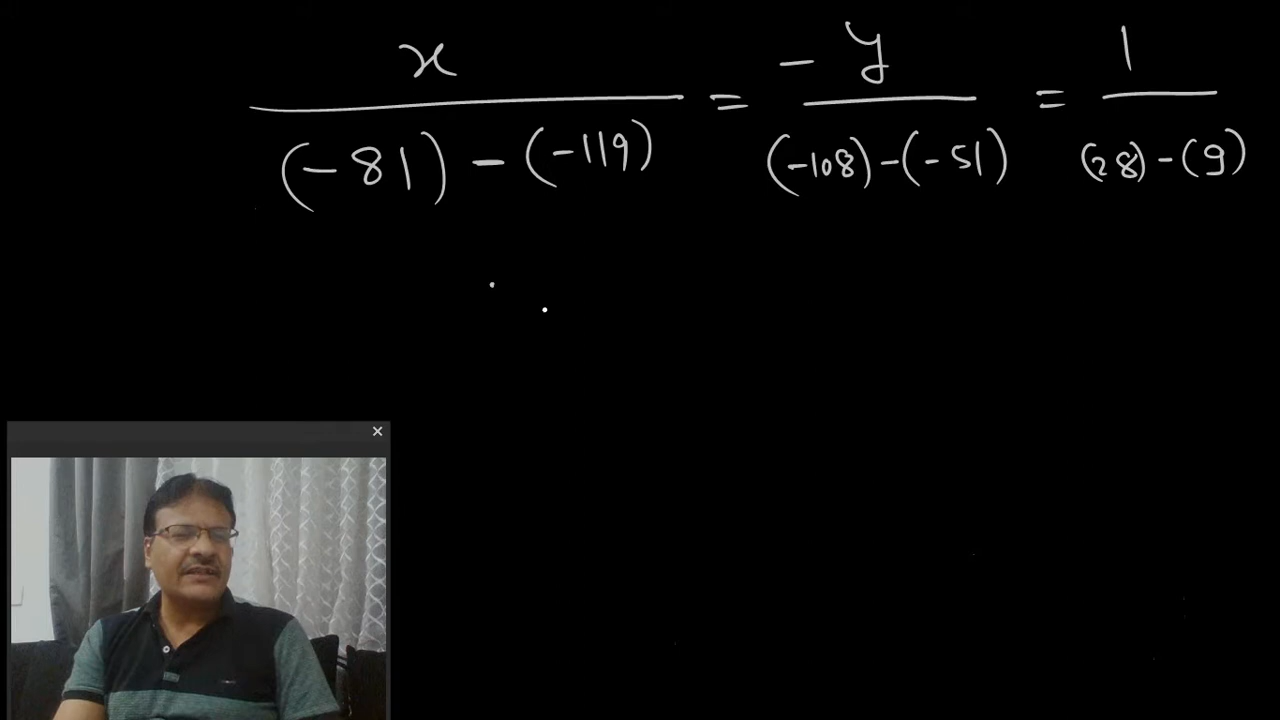 x = - y = 1
(-81) - (-119) (-108) - (-51) (28) - (9)